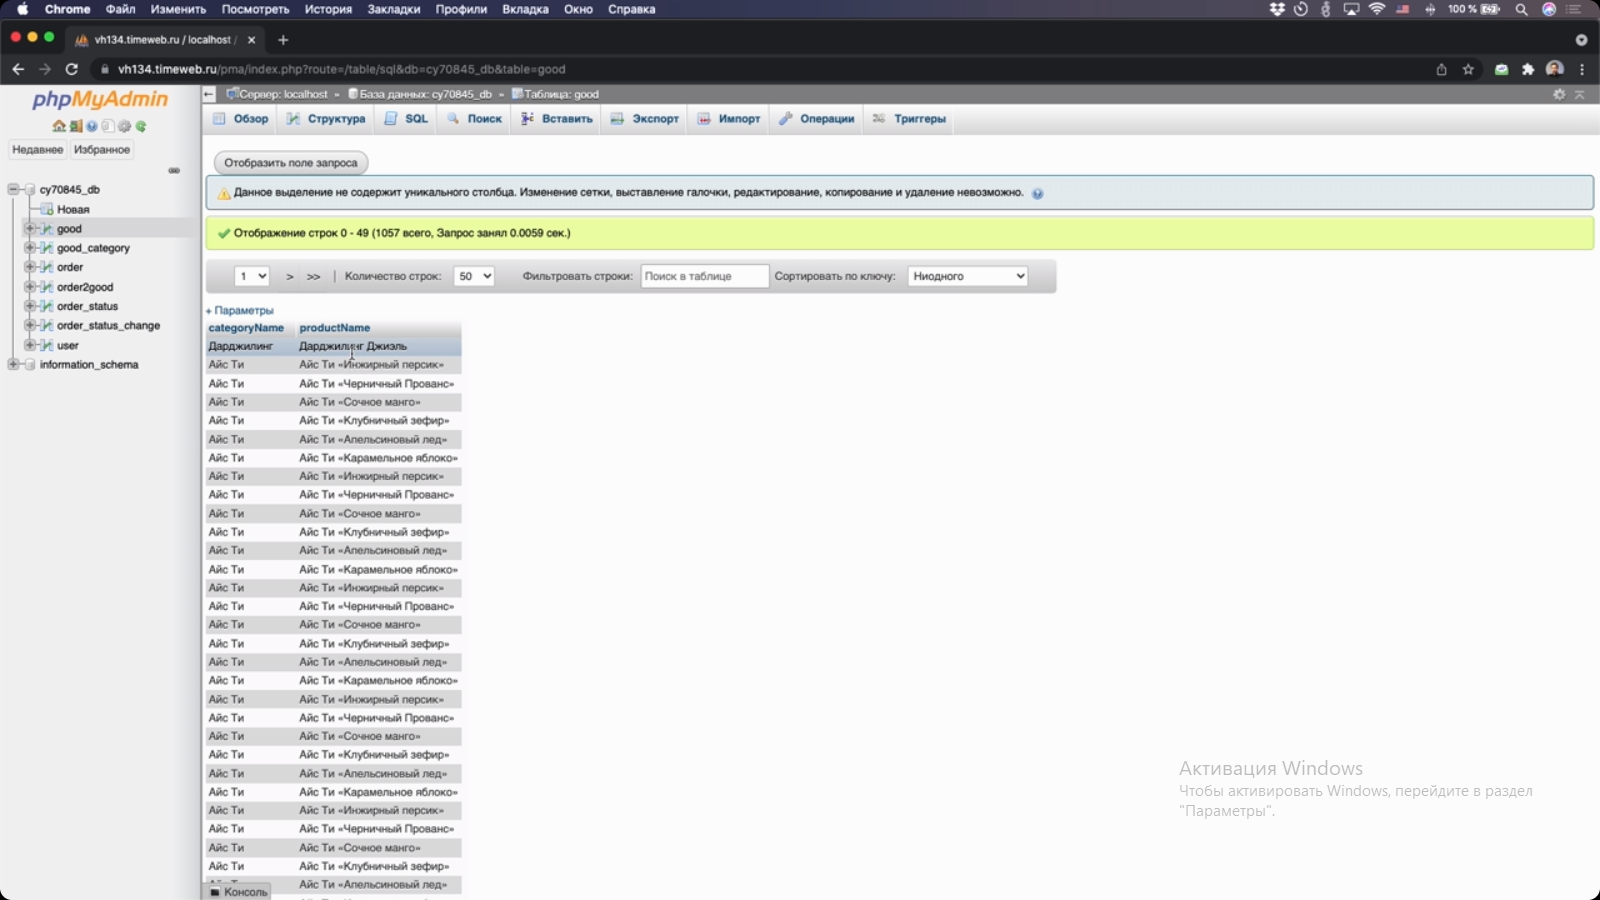 Chrome Файл Изменить Посмотреть История Закладки Профили Вкладка Окно Справка 100 %
vh134.timeweb.ru / localhost /
vh134.timeweb.ru/pma/index.php?route=/table/sql&db=cy70845_db&table=good
phpMyAdmin
Недавнее Избранное
cy70845_db
Новая
good
good_category
order
order2good
order_status
order_status_change
user
information_schema
Сервер: localhost » База данных: cy70845_db » Таблица: good
Обзор Структура SQL Поиск Вставить Экспорт Импорт Операции Триггеры
Отобразить поле запроса
Данное выделение не содержит уникального столбца. Изменение сетки, выставление галочки, редактирование, копирование и удаление невозможно.
Отображение строк 0 - 49 (1057 всего, Запрос занял 0.0059 сек.)
1 > >> | Количество строк: 50 Фильтровать строки: Поиск в таблице Сортировать по ключу: Ниодного
+ Параметры
categoryName productName
Дарджилинг Дарджилинг Джиэль
Айс Ти Айс Ти «Инжирный персик»
Айс Ти Айс Ти «Черничный Прованс»
Айс Ти Айс Ти «Сочное манго»
Айс Ти Айс Ти «Клубничный зефир»
Айс Ти Айс Ти «Апельсиновый лед»
Айс Ти Айс Ти «Карамельное яблоко»
Айс Ти Айс Ти «Инжирный персик»
Айс Ти Айс Ти «Черничный Прованс»
Айс Ти Айс Ти «Сочное манго»
Айс Ти Айс Ти «Клубничный зефир»
Айс Ти Айс Ти «Апельсиновый лед»
Айс Ти Айс Ти «Карамельное яблоко»
Айс Ти Айс Ти «Инжирный персик»
Айс Ти Айс Ти «Черничный Прованс»
Айс Ти Айс Ти «Сочное манго»
Айс Ти Айс Ти «Клубничный зефир»
Айс Ти Айс Ти «Апельсиновый лед»
Айс Ти Айс Ти «Карамельное яблоко»
Айс Ти Айс Ти «Инжирный персик»
Айс Ти Айс Ти «Черничный Прованс»
Айс Ти Айс Ти «Сочное манго»
Айс Ти Айс Ти «Клубничный зефир»
Айс Ти Айс Ти «Апельсиновый лед»
Айс Ти Айс Ти «Карамельное яблоко»
Айс Ти Айс Ти «Инжирный персик»
Айс Ти Айс Ти «Черничный Прованс»
Айс Ти Айс Ти «Сочное манго»
Айс Ти Айс Ти «Клубничный зефир»
Айс Ти «Апельсиновый лед»
Консоль
Активация Windows
Чтобы активировать Windows, перейдите в раздел
"Параметры".